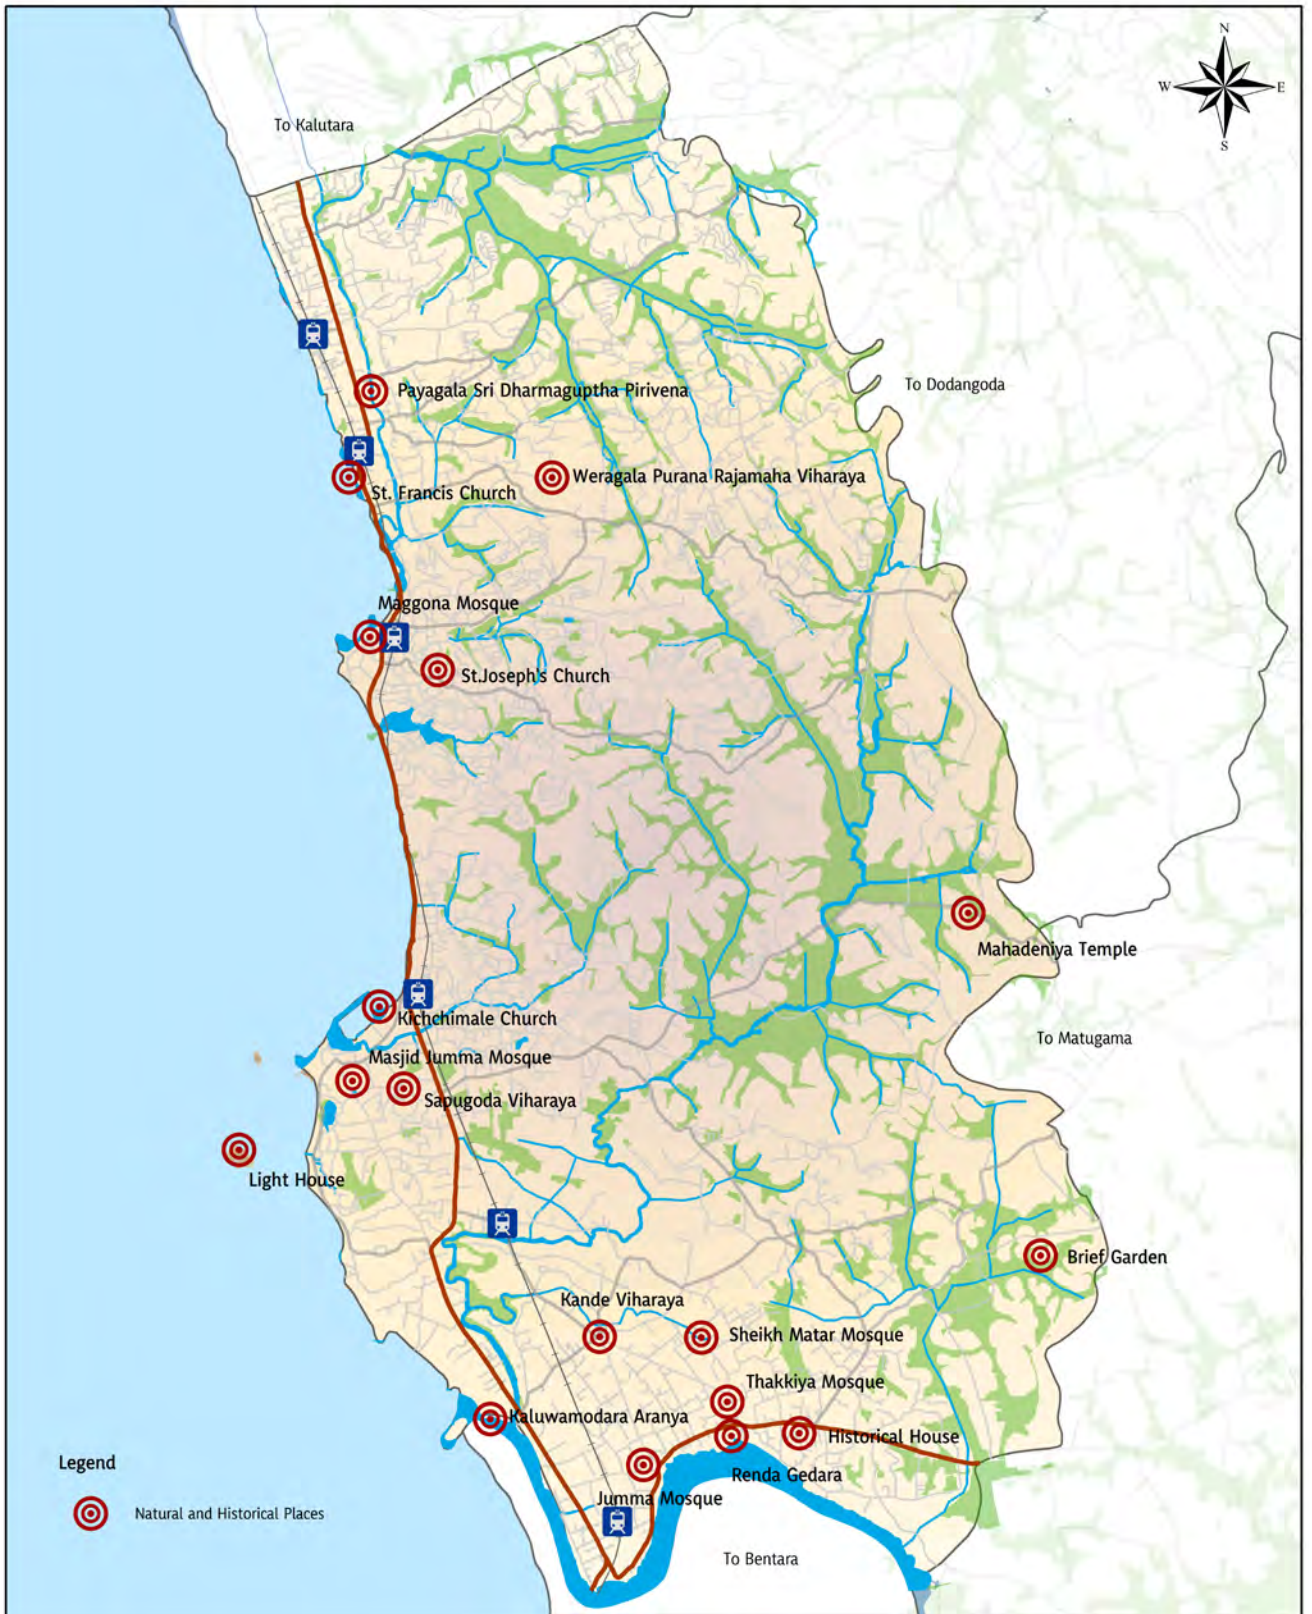 N
W
E
S
To Kalutara
To Dodangoda
Payagala Sri Dharmaguptha Pirivena
Weragala Purana Rajamaha Viharaya
St. Francis Church
Maggona Mosque
St.Joseph's Church
Mahadeniya Temple
Kichchimale Church
To Matugama
Masjid Jumma Mosque
Sapugoda Viharaya
Light House
Brief Garden
Kande Viharaya
Sheikh Matar Mosque
Thakkiya Mosque
Kaluwamodara Aranya
Historical House
Renda Gedara
Jumma Mosque
To Bentara
Legend
Natural and Historical Places